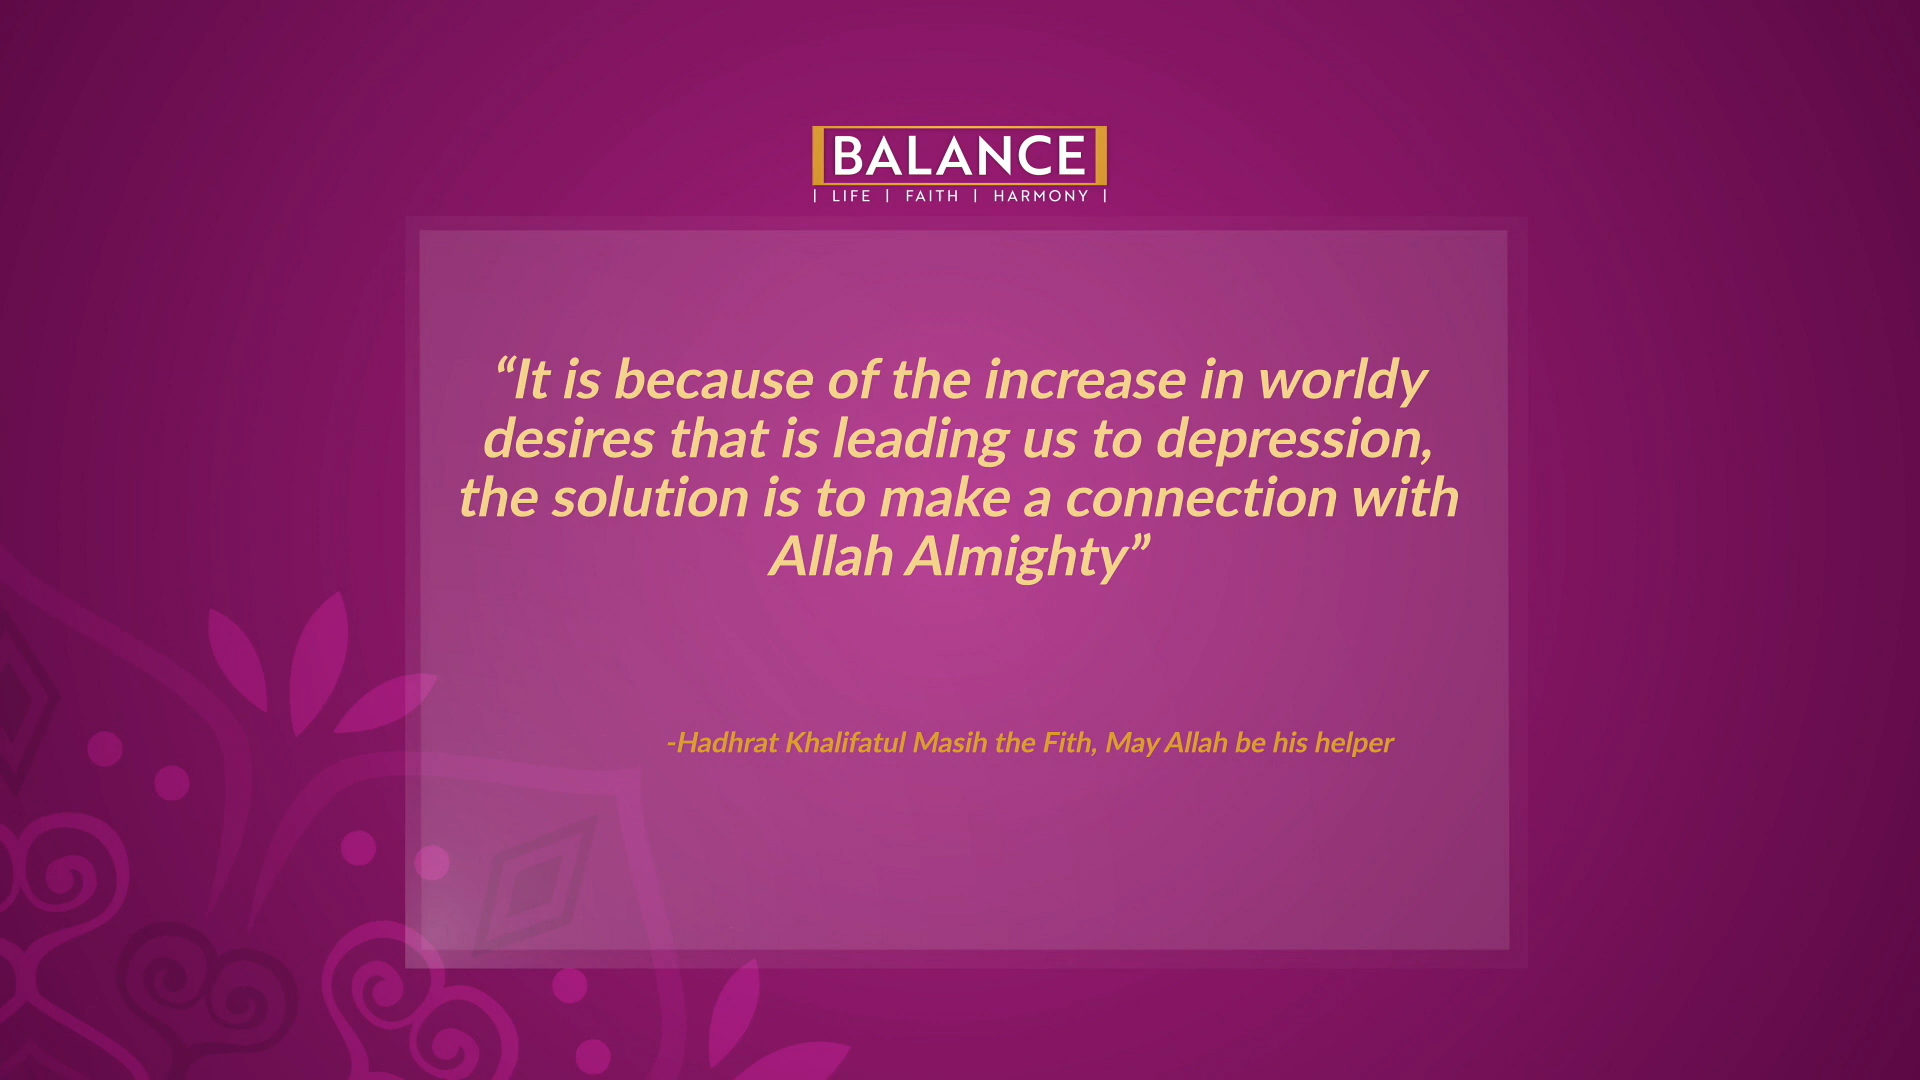 BALANCE
| LIFE | FAITH | HARMONY |
“It is because of the increase in worldy
desires that is leading us to depression,
the solution is to make a connection with
Allah Almighty”
-Hadhrat Khalifatul Masih the Fith, May Allah be his helper